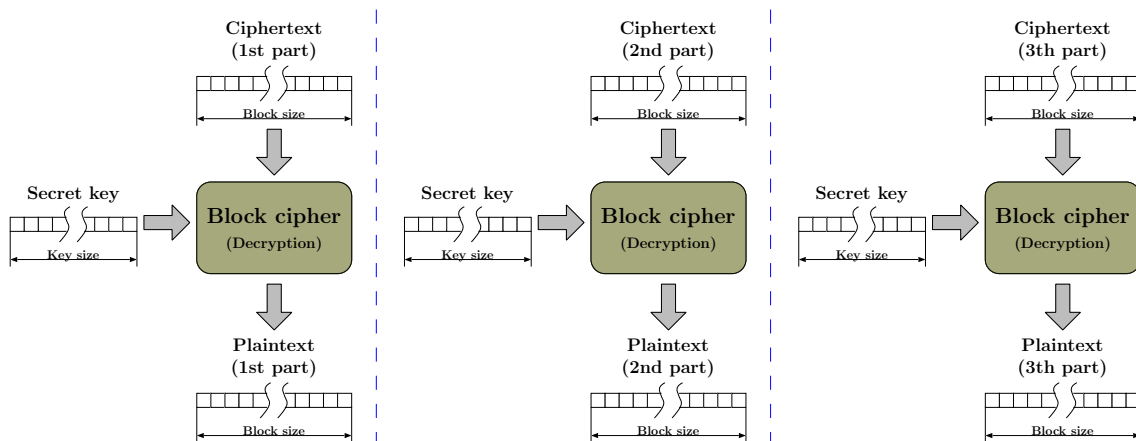 Ciphertext
(1st part)
Block size
Secret key
Key size
Block cipher
(Decryption)
Plaintext
(1st part)
Block size
Ciphertext
(2nd part)
Block size
Secret key
Key size
Block cipher
(Decryption)
Plaintext
(2nd part)
Block size
Ciphertext
(3th part)
Block size
Secret key
Key size
Block cipher
(Decryption)
Plaintext
(3th part)
Block size